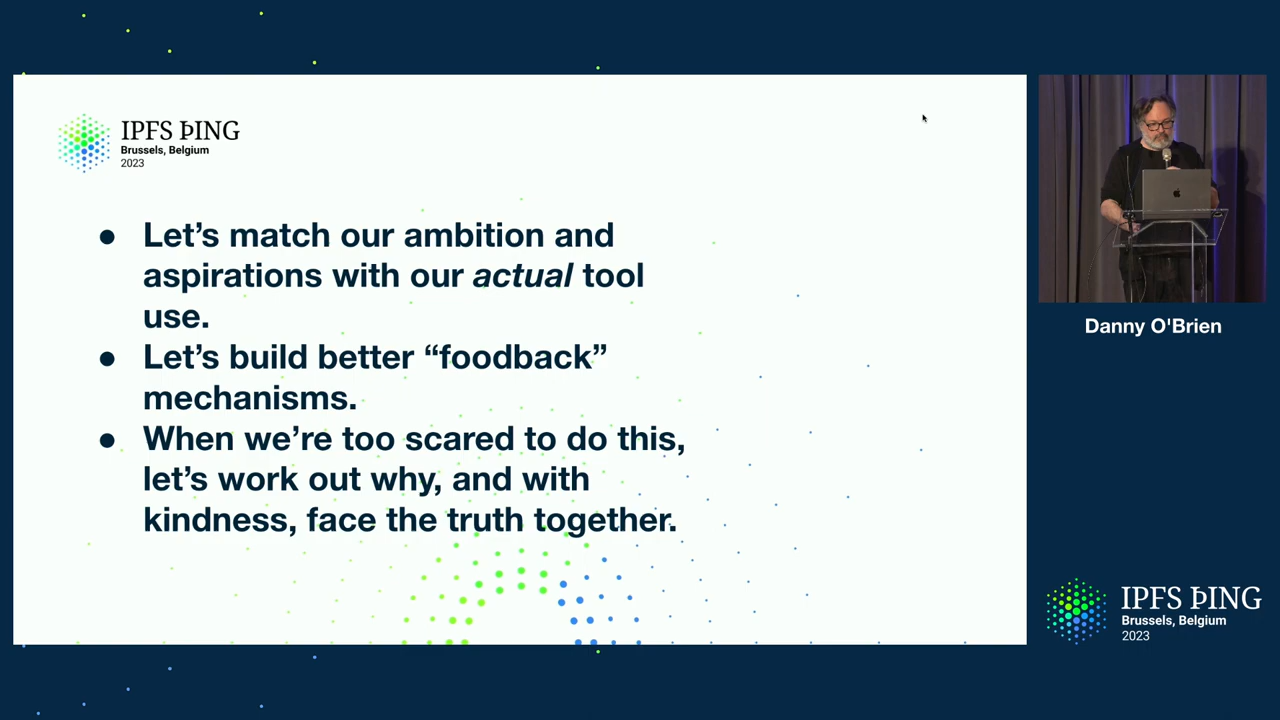 IPFS ÞING
Brussels, Belgium
2023
● Let’s match our ambition and
aspirations with our actual tool
use.
● Let’s build better “foodback”
mechanisms.
● When we’re too scared to do this,
let’s work out why, and with
kindness, face the truth together.
Danny O'Brien
IPFS ÞING
Brussels, Belgium
2023